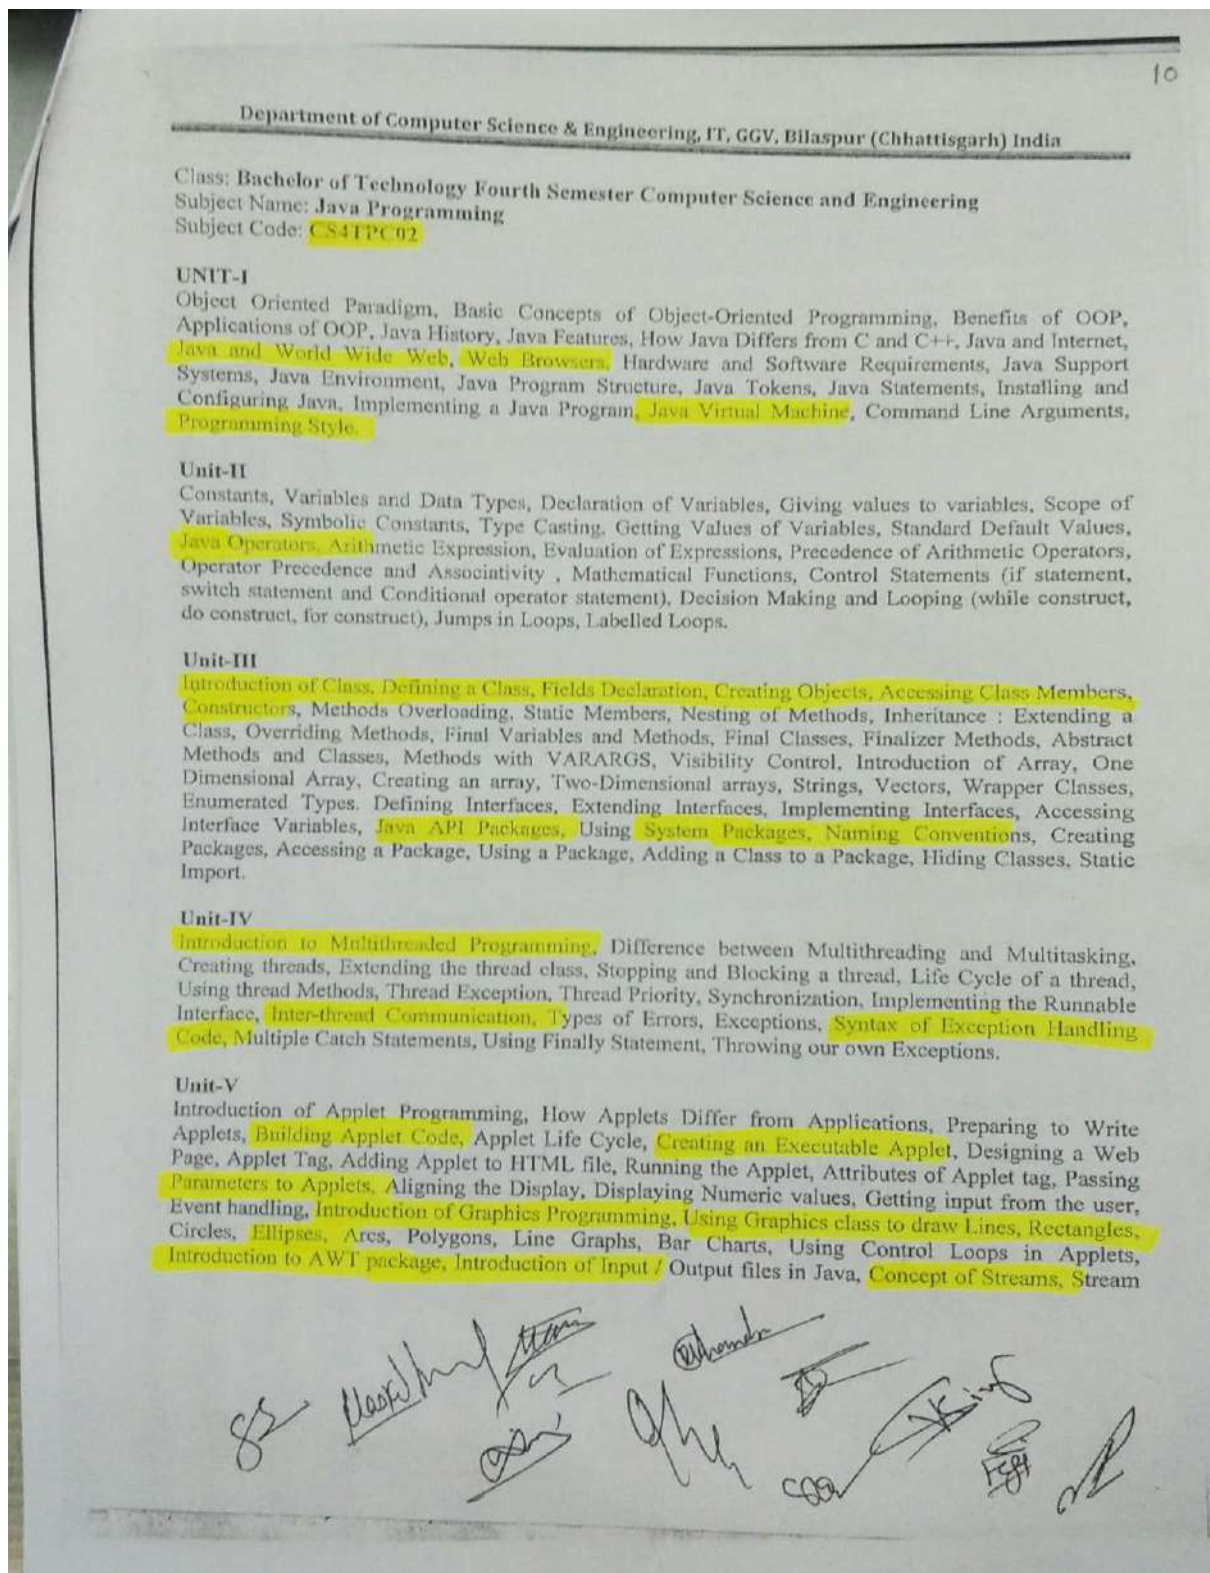 10
Department of Computer Science & Engineering, IT, GGV, Bilaspur (Chhattisgarh) India
Class: Bachelor of Technology Fourth Semester Computer Science and Engineering
Subject Name: Java Programming
Subject Code: CS4TPC02
UNIT-I
Object Oriented Paradigm, Basic Concepts of Object-Oriented Programming, Benefits of OOP,
Applications of OOP, Java History, Java Features, How Java Differs from C and C++, Java and Internet,
Java and World Wide Web, Web Browsers, Hardware and Software Requirements, Java Support
Systems, Java Environment, Java Program Structure, Java Tokens, Java Statements, Installing and
Configuring Java, Implementing a Java Program, Java Virtual Machine, Command Line Arguments,
Programming Style.
Unit-II
Constants, Variables and Data Types, Declaration of Variables, Giving values to variables, Scope of
Variables, Symbolic Constants, Type Casting, Getting Values of Variables, Standard Default Values,
Java Operators, Arithmetic Expression, Evaluation of Expressions, Precedence of Arithmetic Operators,
Operator Precedence and Associativity , Mathematical Functions, Control Statements (if statement,
switch statement and Conditional operator statement), Decision Making and Looping (while construct,
do construct, for construct), Jumps in Loops, Labelled Loops.
Unit-III
Introduction of Class, Defining a Class, Fields Declaration, Creating Objects, Accessing Class Members,
Constructors, Methods Overloading, Static Members, Nesting of Methods, Inheritance : Extending a
Class, Overriding Methods, Final Variables and Methods, Final Classes, Finalizer Methods, Abstract
Methods and Classes, Methods with VARARGS, Visibility Control, Introduction of Array, One
Dimensional Array, Creating an array, Two-Dimensional arrays, Strings, Vectors, Wrapper Classes,
Enumerated Types. Defining Interfaces, Extending Interfaces, Implementing Interfaces, Accessing
Interface Variables, Java API Packages, Using System Packages, Naming Conventions, Creating
Packages, Accessing a Package, Using a Package, Adding a Class to a Package, Hiding Classes, Static
Import.
Unit-IV
Introduction to Multithreaded Programming, Difference between Multithreading and Multitasking,
Creating threads, Extending the thread class, Stopping and Blocking a thread, Life Cycle of a thread,
Using thread Methods, Thread Exception, Thread Priority, Synchronization, Implementing the Runnable
Interface, Inter-thread Communication, Types of Errors, Exceptions, Syntax of Exception Handling
Code, Multiple Catch Statements, Using Finally Statement, Throwing our own Exceptions.
Unit-V
Introduction of Applet Programming, How Applets Differ from Applications, Preparing to Write
Applets, Building Applet Code, Applet Life Cycle, Creating an Executable Applet, Designing a Web
Page, Applet Tag, Adding Applet to HTML file, Running the Applet, Attributes of Applet tag, Passing
Parameters to Applets, Aligning the Display, Displaying Numeric values, Getting input from the user,
Event handling, Introduction of Graphics Programming, Using Graphics class to draw Lines, Rectangles,
Circles, Ellipses, Arcs, Polygons, Line Graphs, Bar Charts, Using Control Loops in Applets,
Introduction to AWT package, Introduction of Input / Output files in Java, Concept of Streams, Stream